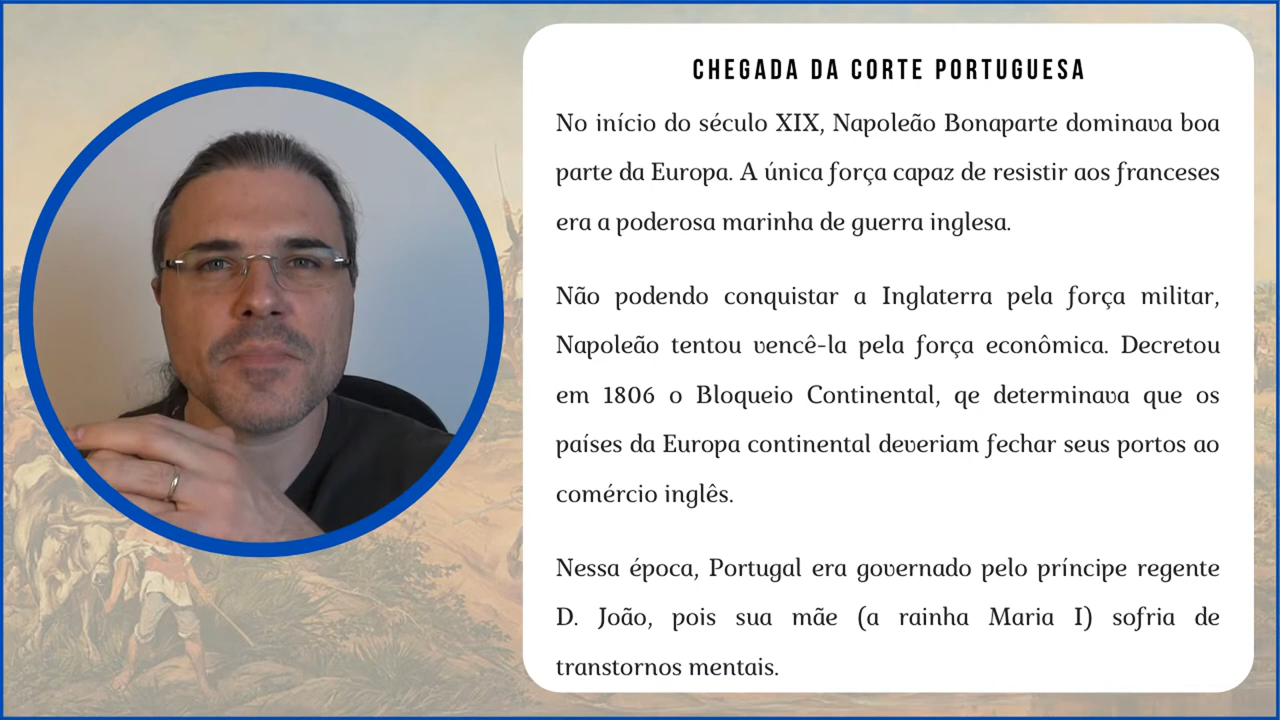 CHEGADA DA CORTE PORTUGUESA
No início do século XIX, Napoleão Bonaparte dominava boa
parte da Europa. A única força capaz de resistir aos franceses
era a poderosa marinha de guerra inglesa.
Não podendo conquistar a Inglaterra pela força militar,
Napoleão tentou vencê-la pela força econômica. Decretou
em 1806 o Bloqueio Continental, qe determinava que os
países da Europa continental deveriam fechar seus portos ao
comércio inglês.
Nessa época, Portugal era governado pelo príncipe regente
D. João, pois sua mãe (a rainha Maria I) sofria de
transtornos mentais.